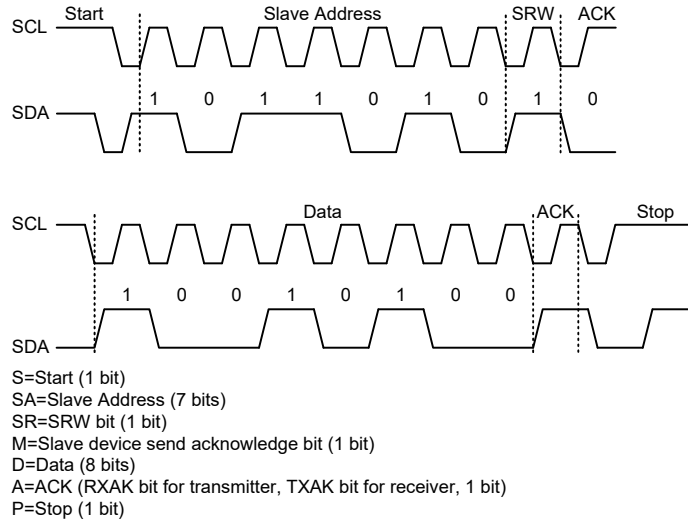 Start Slave Address SRW ACK
SCL
1 0 1 1 0 1 0 1 0
SDA
Data ACK Stop
SCL
1 0 0 1 0 1 0 0
SDA
S=Start (1 bit)
SA=Slave Address (7 bits)
SR=SRW bit (1 bit)
M=Slave device send acknowledge bit (1 bit)
D=Data (8 bits)
A=ACK (RXAK bit for transmitter, TXAK bit for receiver, 1 bit)
P=Stop (1 bit)